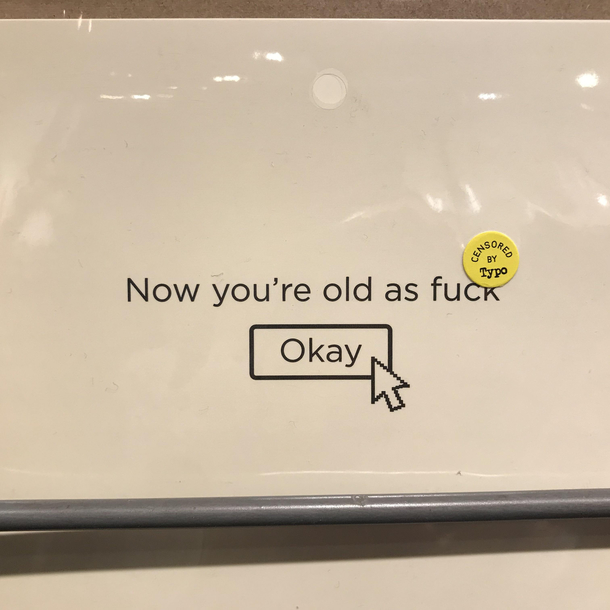 CENSORED
BY
Typo
Now you're old as fuck
Okay